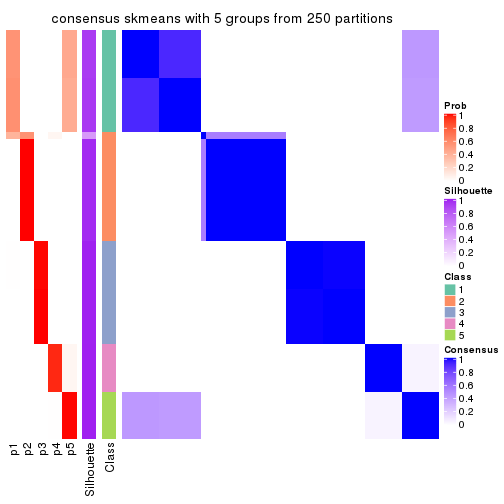 consensus skmeans with 5 groups from 250 partitions
Prob
1
0.8
0.6
0.4
0.2
0
Silhouette
1
0.8
0.6
0.4
0.2
0
Class
1
2
3
4
5
Consensus
1
0.8
0.6
0.4
0.2
0
p1
p2
p3
p4
p5
Silhouette
Class